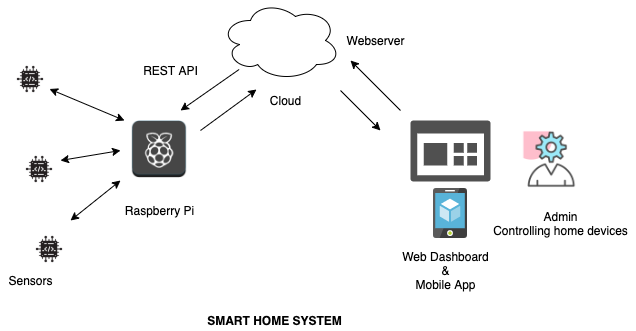 Webserver
REST API
Cloud
Raspberry Pi
Sensors
Web Dashboard
&
Mobile App
Admin
Controlling home devices
SMART HOME SYSTEM